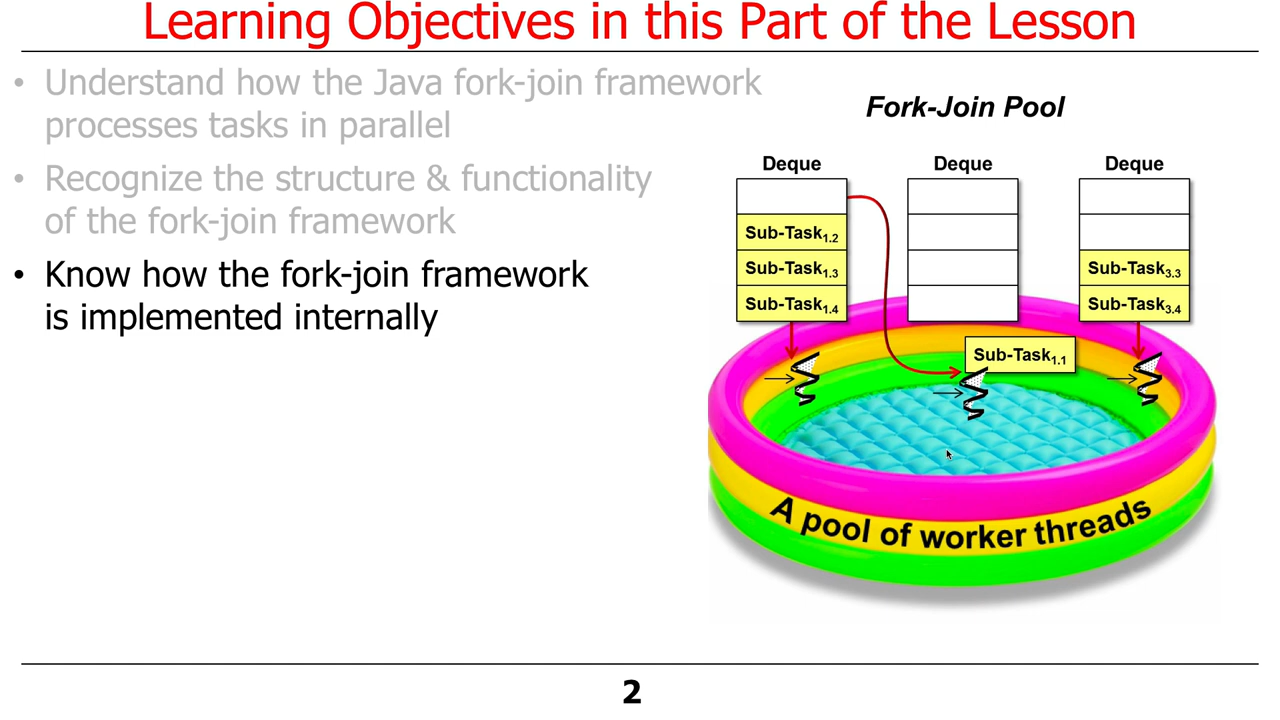 Learning Objectives in this Part of the Lesson
• Understand how the Java fork-join framework
processes tasks in parallel
• Recognize the structure & functionality
of the fork-join framework
• Know how the fork-join framework
is implemented internally
Fork-Join Pool
Deque Deque Deque
Sub-Task1.2
Sub-Task1.3 Sub-Task3.3
Sub-Task1.4 Sub-Task3.4
Sub-Task1.1
A pool of worker threads
2